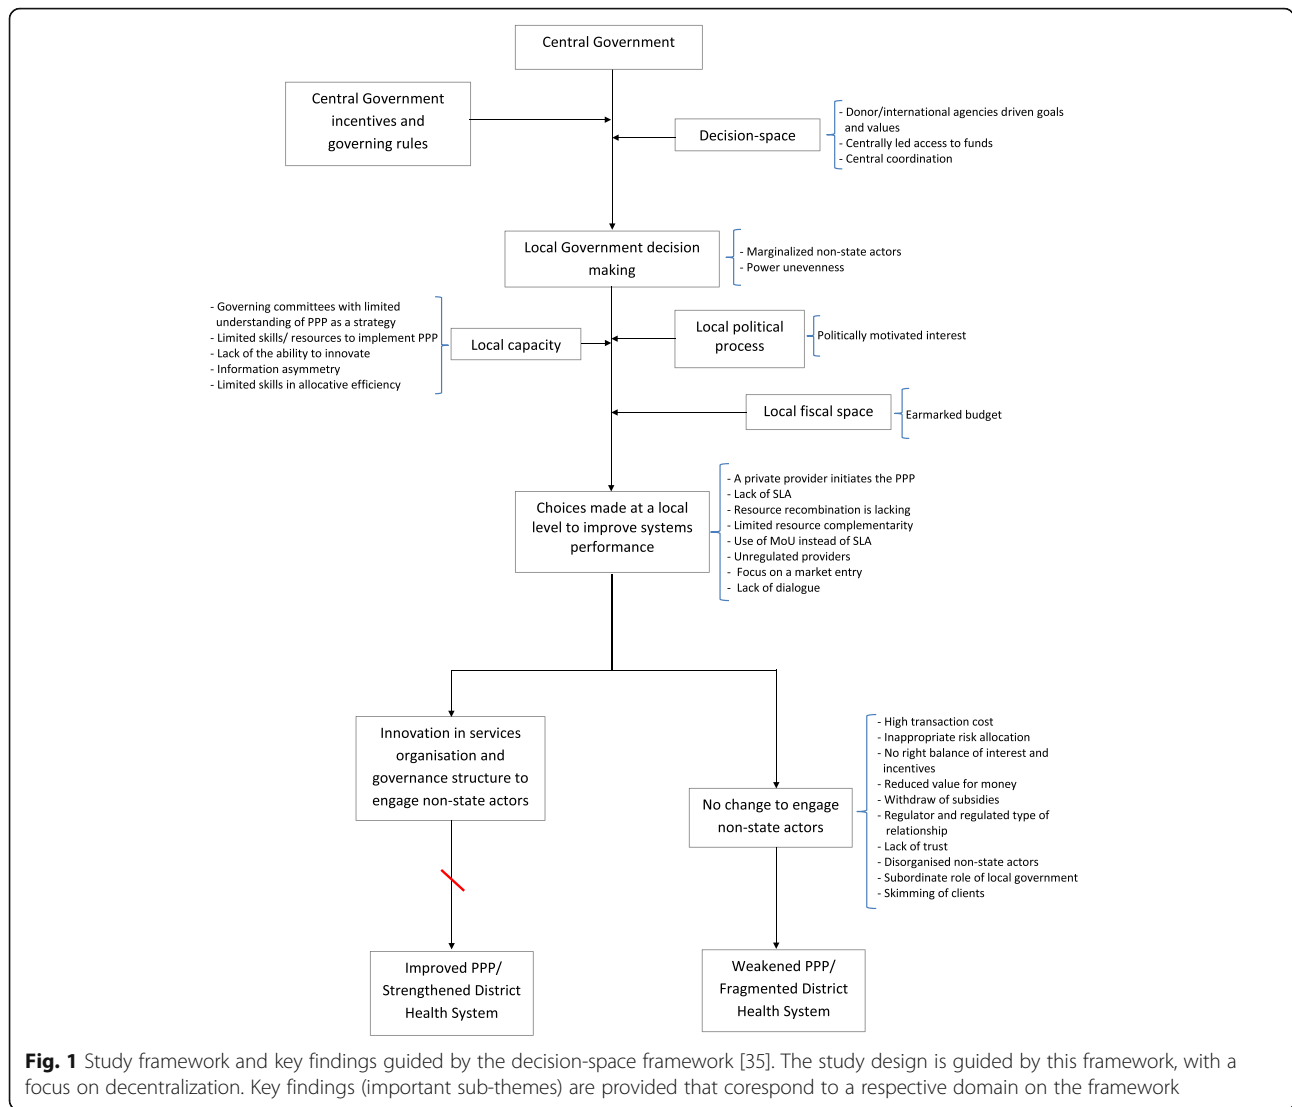 Central Government
Central Government
incentives and
governing rules
Decision-space
- Donor/international agencies driven goals
and values
- Centrally led access to funds
- Central coordination
Local Government decision
making
- Marginalized non-state actors
- Power unevenness
- Governing committees with limited
understanding of PPP as a strategy
- Limited skills/ resources to implement PPP
- Lack of the ability to innovate
- Information asymmetry
- Limited skills in allocative efficiency
Local capacity
Local political
process
Politically motivated interest
Local fiscal space
Earmarked budget
Choices made at a local
level to improve systems
performance
- A private provider initiates the PPP
- Lack of SLA
- Resource recombination is lacking
- Limited resource complementarity
- Use of MoU instead of SLA
- Unregulated providers
- Focus on a market entry
- Lack of dialogue
Innovation in services
organisation and
governance structure to
engage non-state actors
No change to engage
non-state actors
- High transaction cost
- Inappropriate risk allocation
- No right balance of interest and
incentives
- Reduced value for money
- Withdraw of subsidies
- Regulator and regulated type of
relationship
- Lack of trust
- Disorganised non-state actors
- Subordinate role of local government
- Skimming of clients
Improved PPP/
Strengthened District
Health System
Weakened PPP/
Fragmented District
Health System
Fig. 1 Study framework and key findings guided by the decision-space framework [35]. The study design is guided by this framework, with a
focus on decentralization. Key findings (important sub-themes) are provided that corespond to a respective domain on the framework